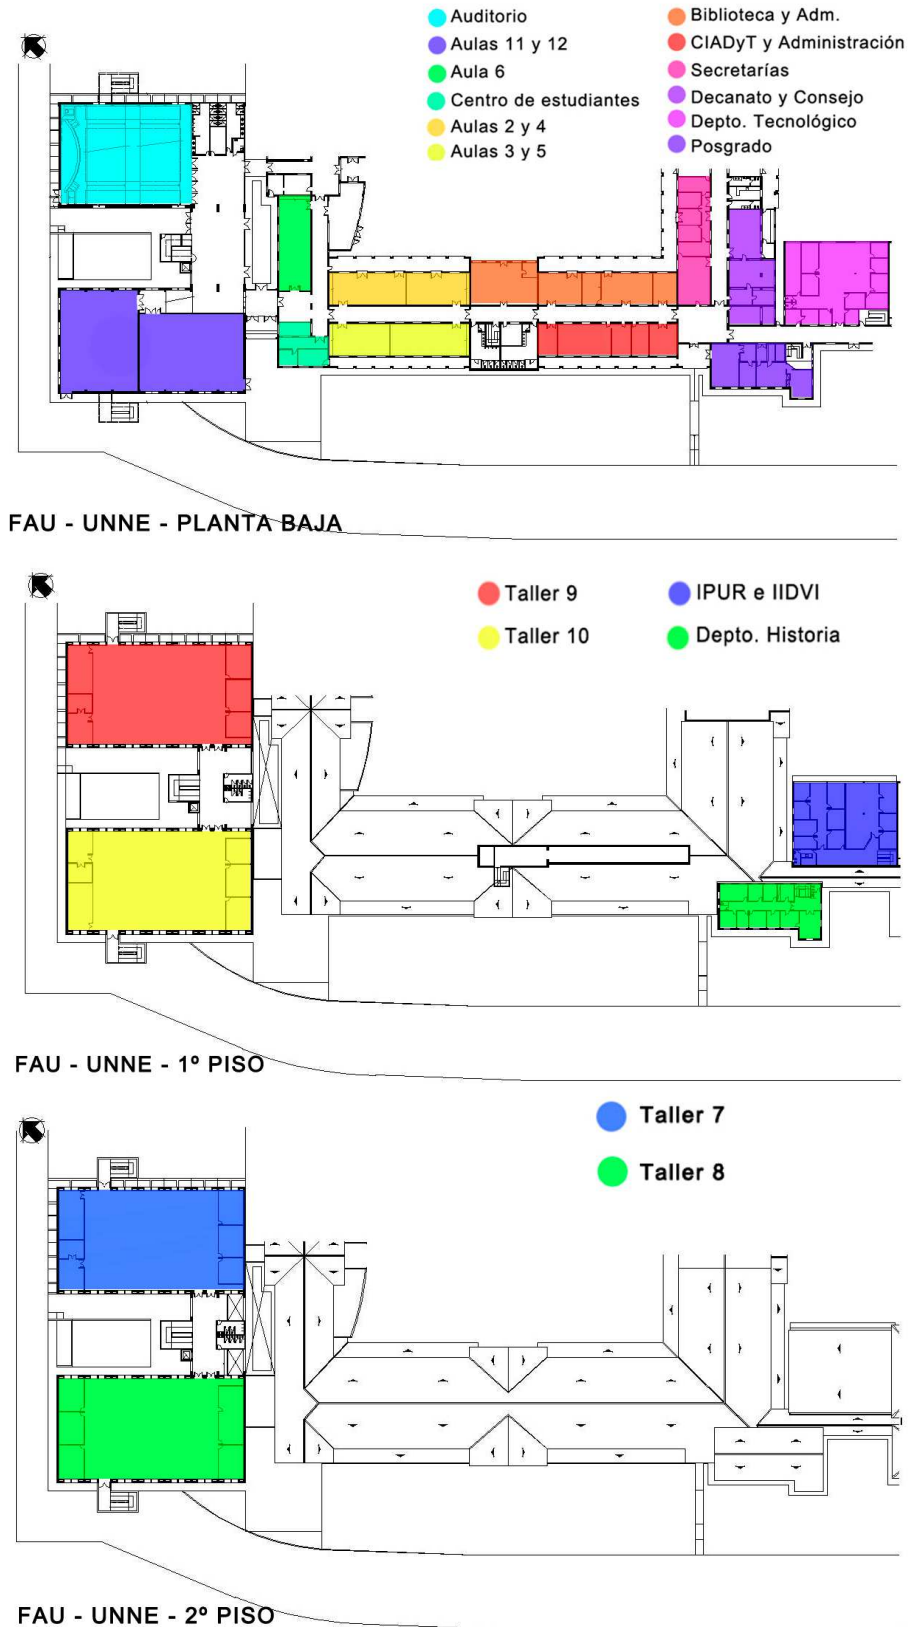 Auditorio
Aulas 11 y 12
Aula 6
Centro de estudiantes
Aulas 2 y 4
Aulas 3 y 5
Biblioteca y Adm.
CIADyT y Administración
Secretarías
Decanato y Consejo
Depto. Tecnológico
Posgrado
FAU - UNNE - PLANTA BAJA
Taller 9
Taller 10
IPUR e IIDVI
Depto. Historia
FAU - UNNE - 1º PISO
Taller 7
Taller 8
FAU - UNNE - 2º PISO